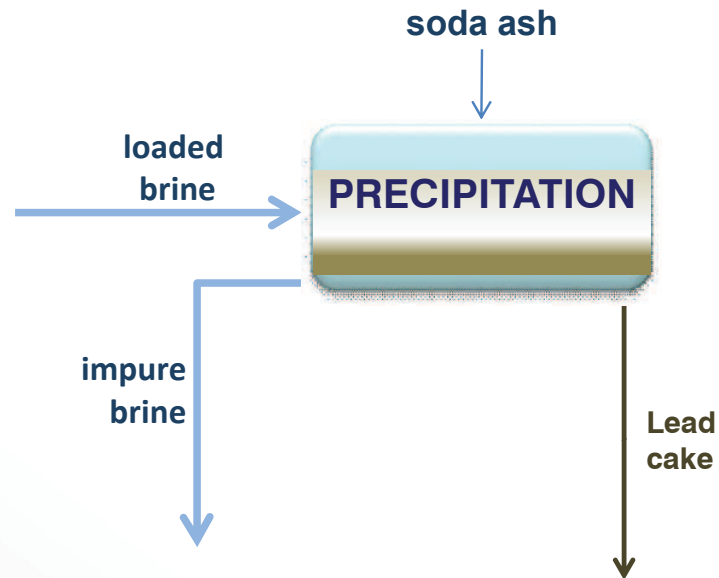 soda ash
loaded
brine
PRECIPITATION
impure
brine
Lead
cake